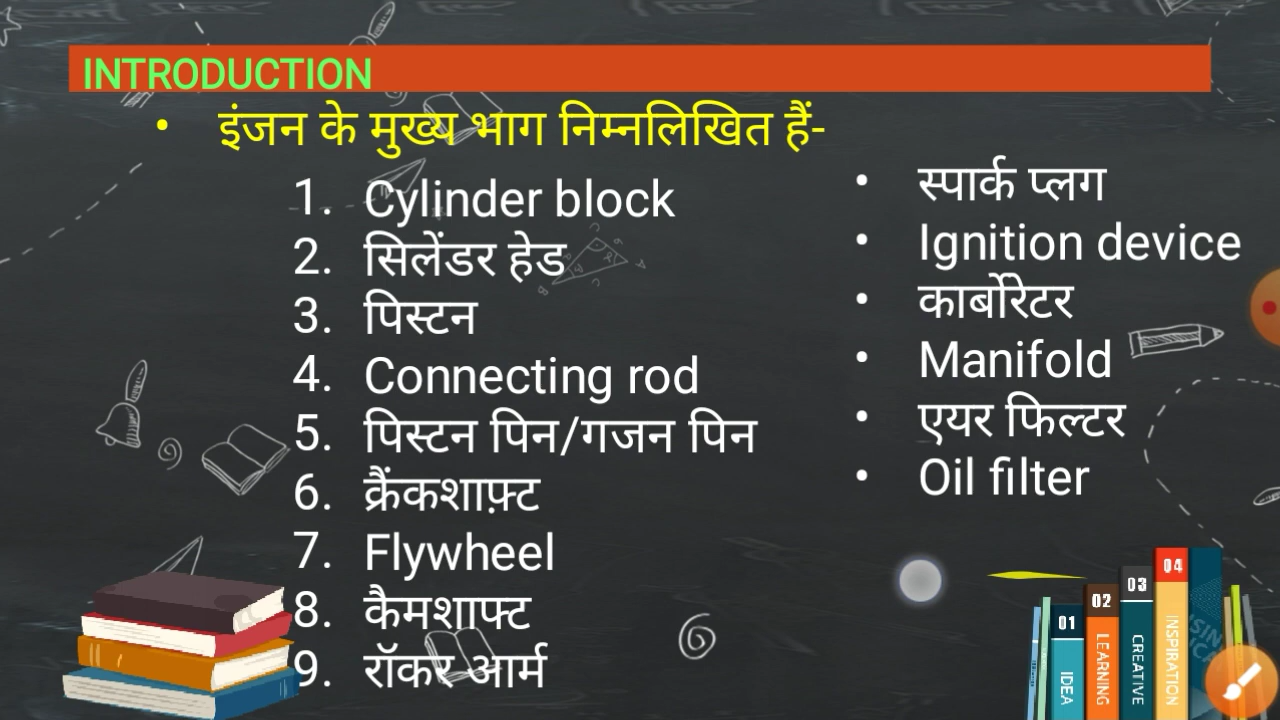 INTRODUCTION
• इंजन के मुख्य भाग निम्नलिखित हैं-
1. Cylinder block
2. सिलेंडर हेड
3. पिस्टन
4. Connecting rod
5. पिस्टन पिन/गजन पिन
6. क्रैंकशाफ़्ट
7. Flywheel
8. कैमशाफ्ट
9. रॉकर आर्म
• स्पार्क प्लग
• Ignition device
• कार्बोरेटर
• Manifold
• एयर फिल्टर
• Oil filter
01
IDEA
02
LEARNING
03
CREATIVE
04
INSPIRATION